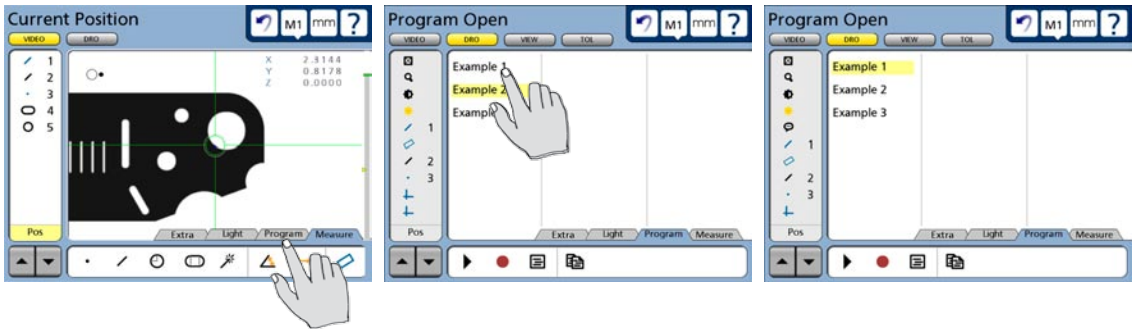 Current Position
M1 mm ?
VIDEO DRO
1
2
3
4
5
X 2.3144
Y 0.8178
Z 0.0000
Pos
Extra Light Program Measure
Program Open
M1 mm ?
VIDEO DRO VIEW TOL
Example 1
Example 2
Example
1
2
3
Pos
Extra Light Program Measure
Program Open
M1 mm ?
VIDEO DRO VIEW TOL
Example 1
Example 2
Example 3
1
2
3
Pos
Extra Light Program Measure